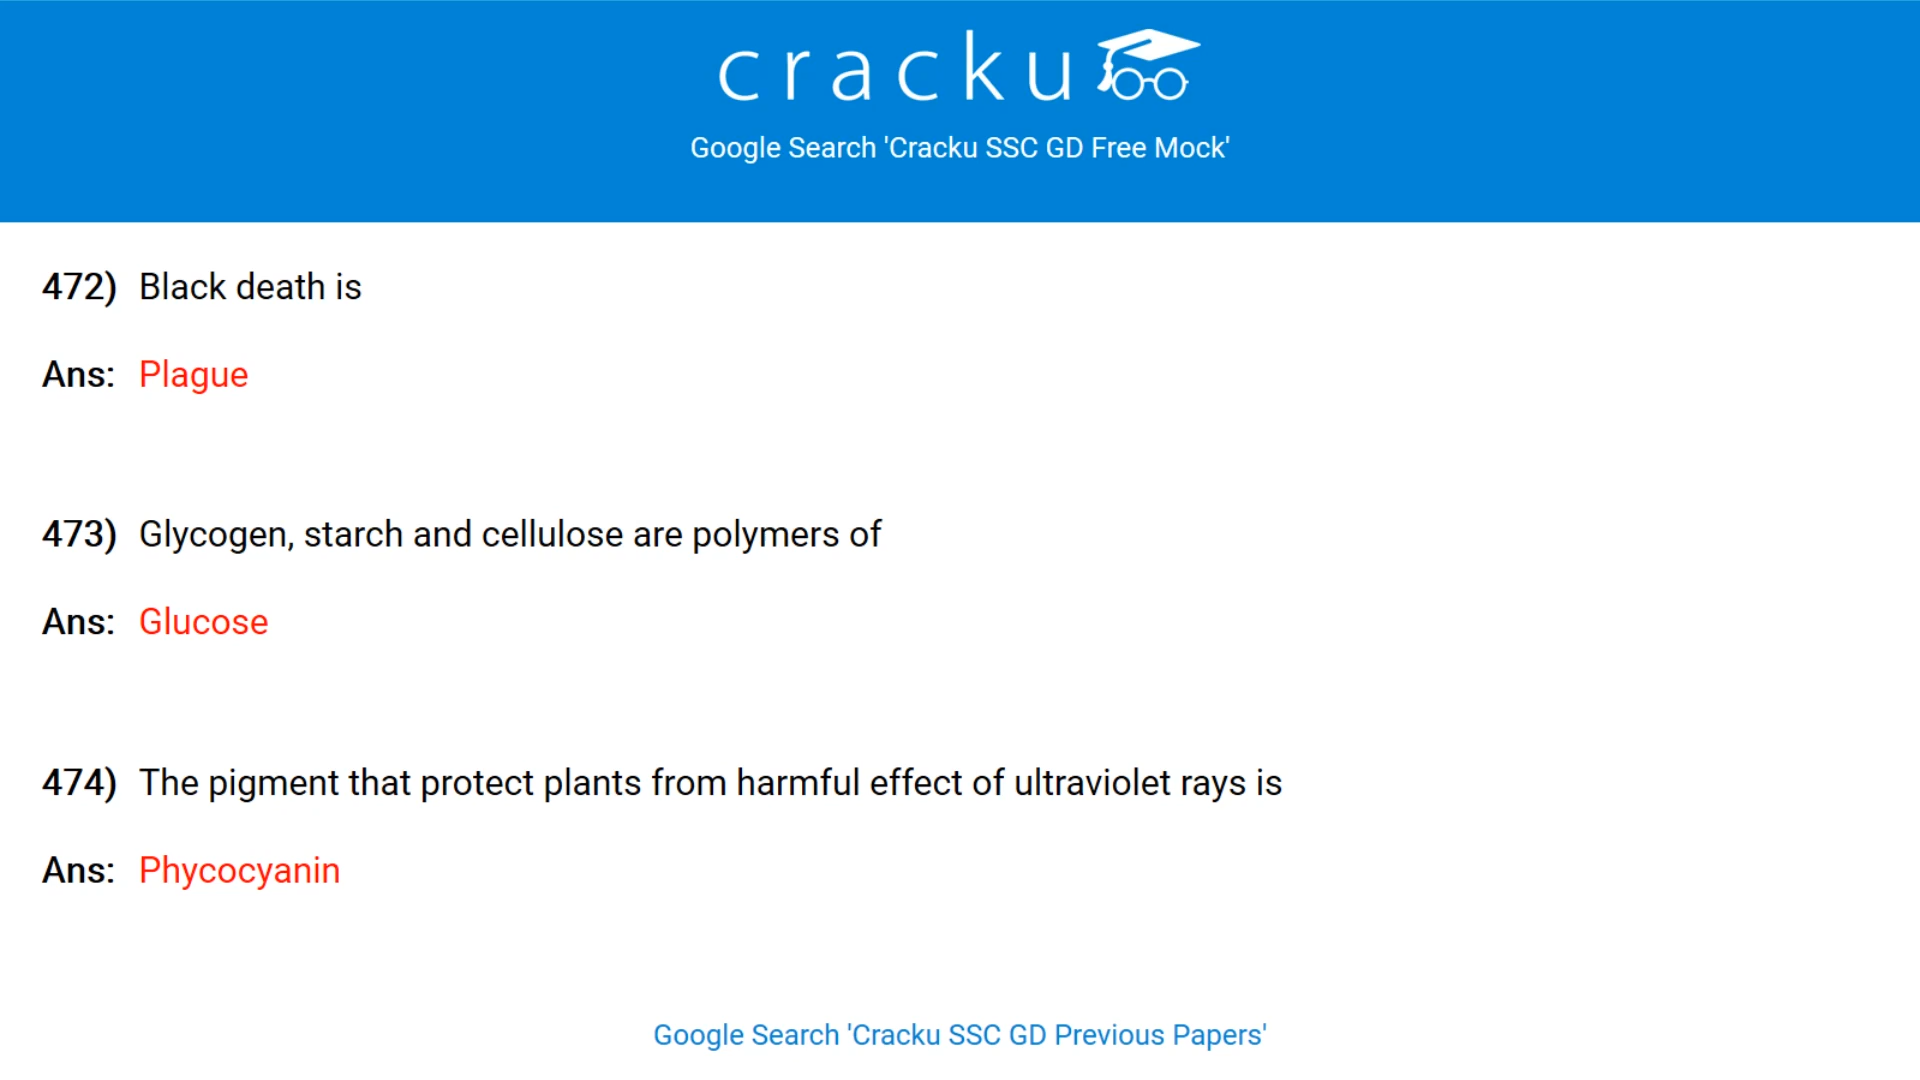 cracku
Google Search 'Cracku SSC GD Free Mock'
472) Black death is
Ans: Plague
473) Glycogen, starch and cellulose are polymers of
Ans: Glucose
474) The pigment that protect plants from harmful effect of ultraviolet rays is
Ans: Phycocyanin
Google Search 'Cracku SSC GD Previous Papers'